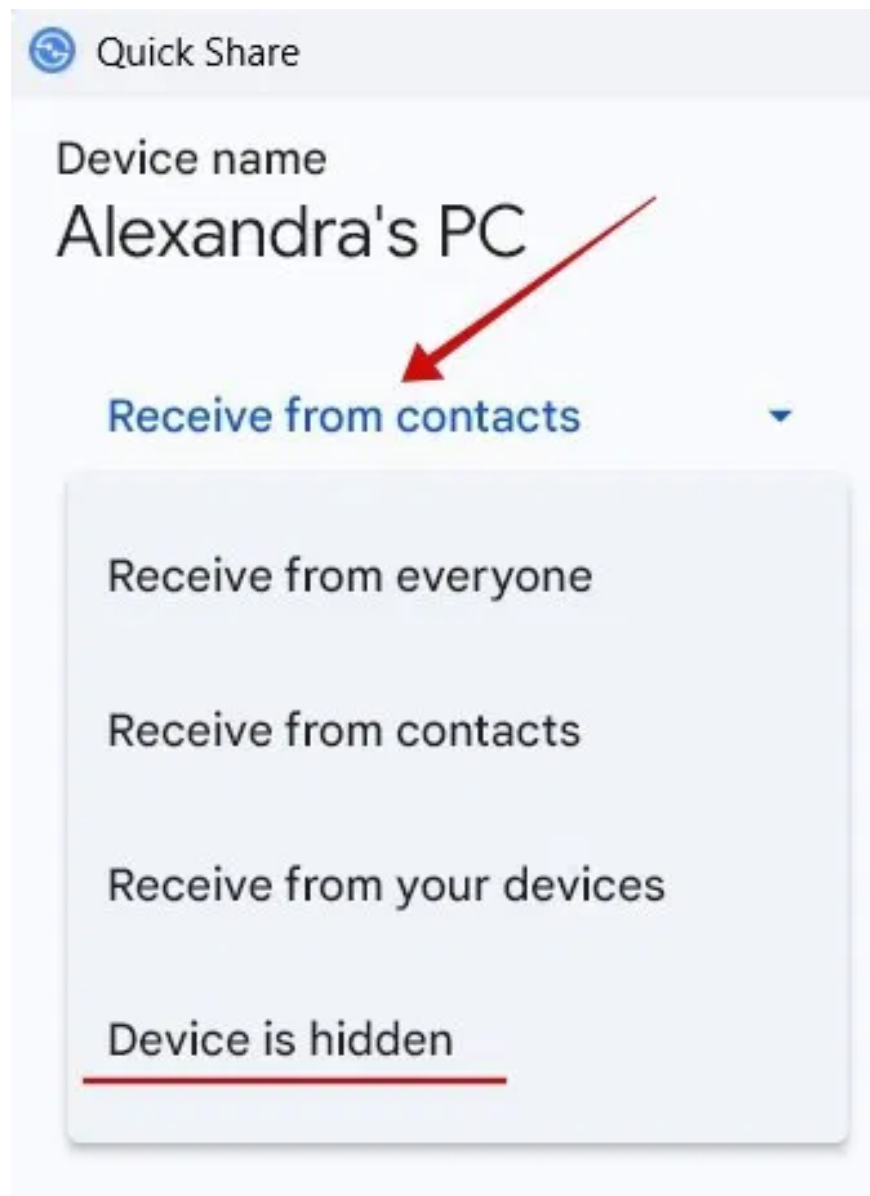 Quick Share
Device name
Alexandra's PC
Receive from contacts
Receive from everyone
Receive from contacts
Receive from your devices
Device is hidden